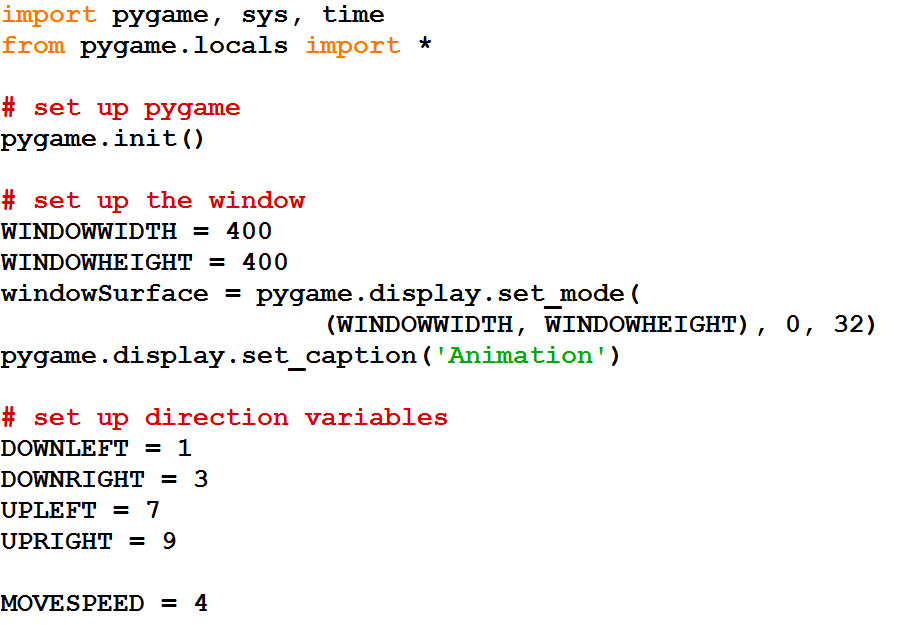 import pygame, sys, time
from pygame.locals import *
# set up pygame
pygame.init()
# set up the window
WINDOWWIDTH = 400
WINDOWHEIGHT = 400
windowSurface = pygame.display.set_mode(
(WINDOWWIDTH, WINDOWHEIGHT), 0, 32)
pygame.display.set_caption('Animation')
# set up direction variables
DOWNLEFT = 1
DOWNRIGHT = 3
UPLEFT = 7
UPRIGHT = 9
MOVESPEED = 4